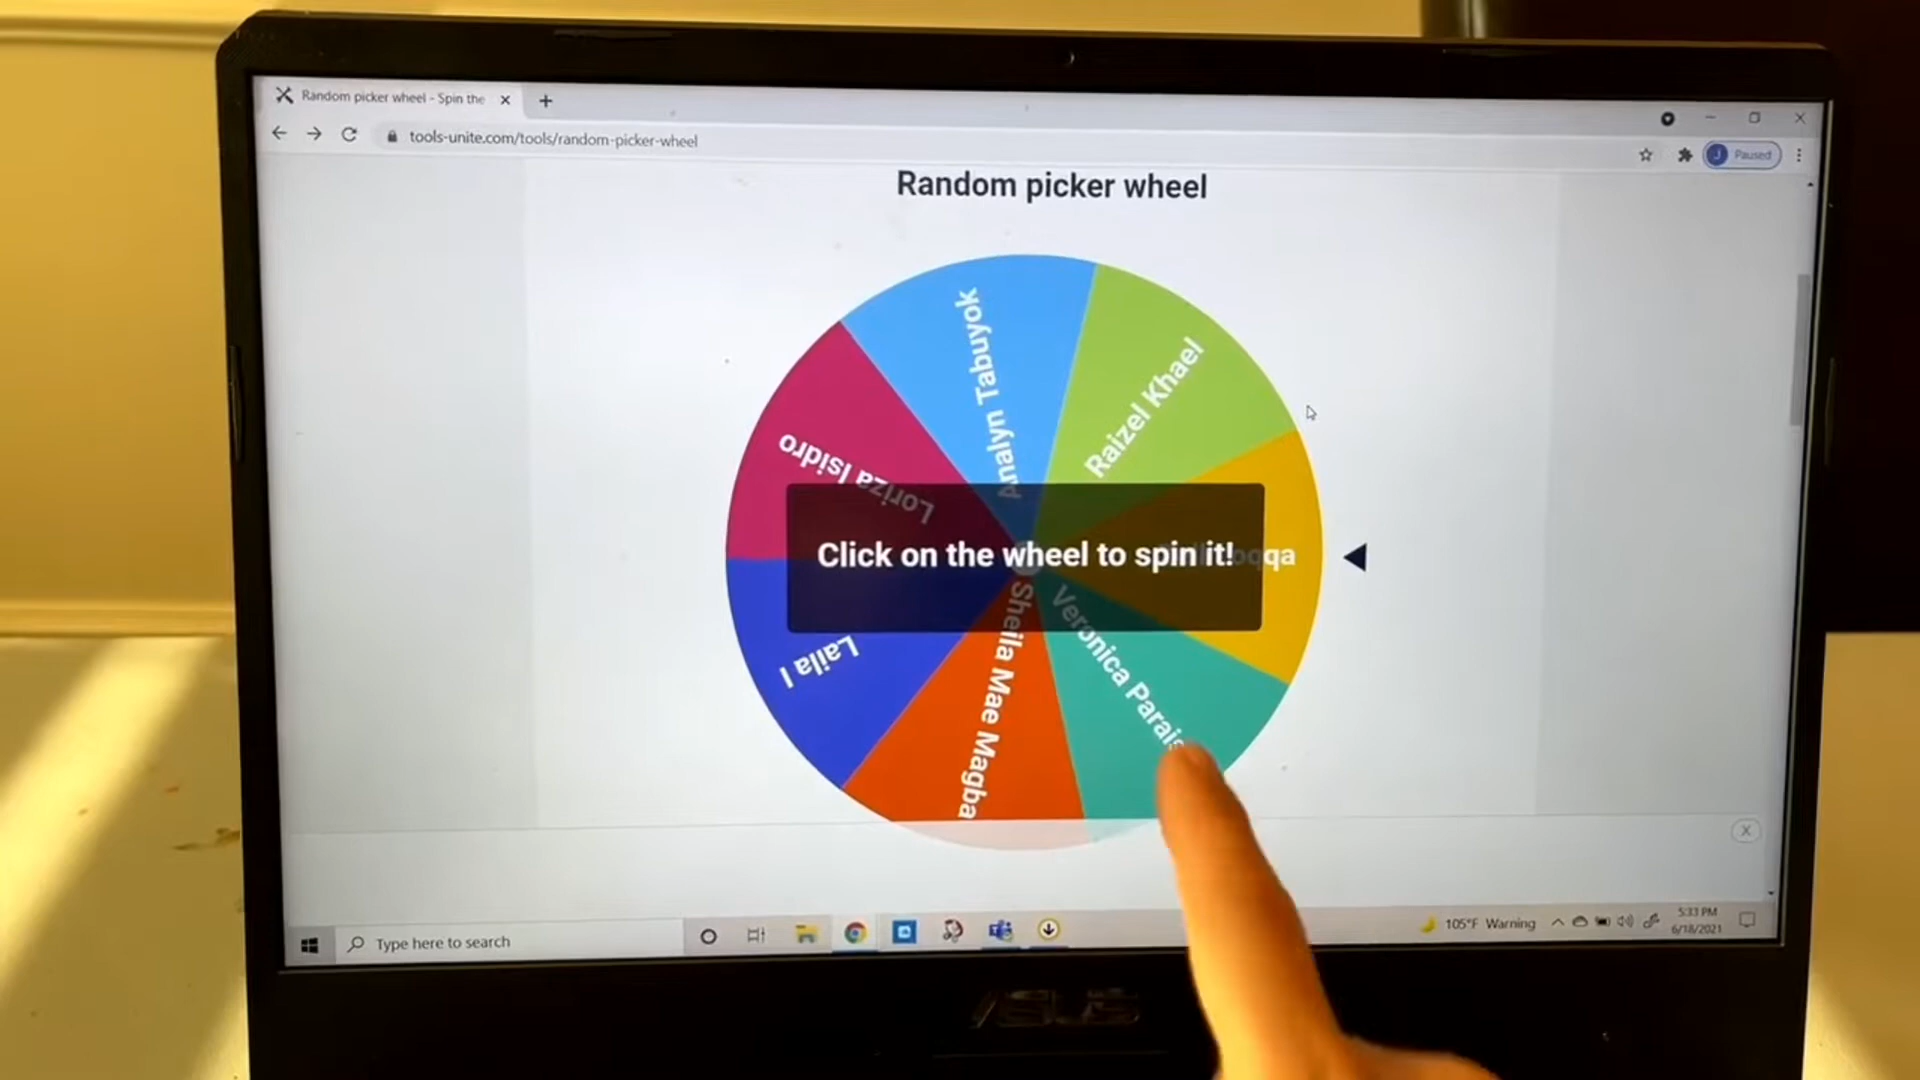 Random picker wheel - Spin the
tools-unite.com/tools/random-picker-wheel
J Paused
Random picker wheel
Analyn Tabuyok
Raizel Khael
Loriza Isidro
Click on the wheel to spin it!
Laila I
Sheila Mae Magba
Veronica
Type here to search
105°F Warning
5:33 PM
6/18/2021
X
ASUS